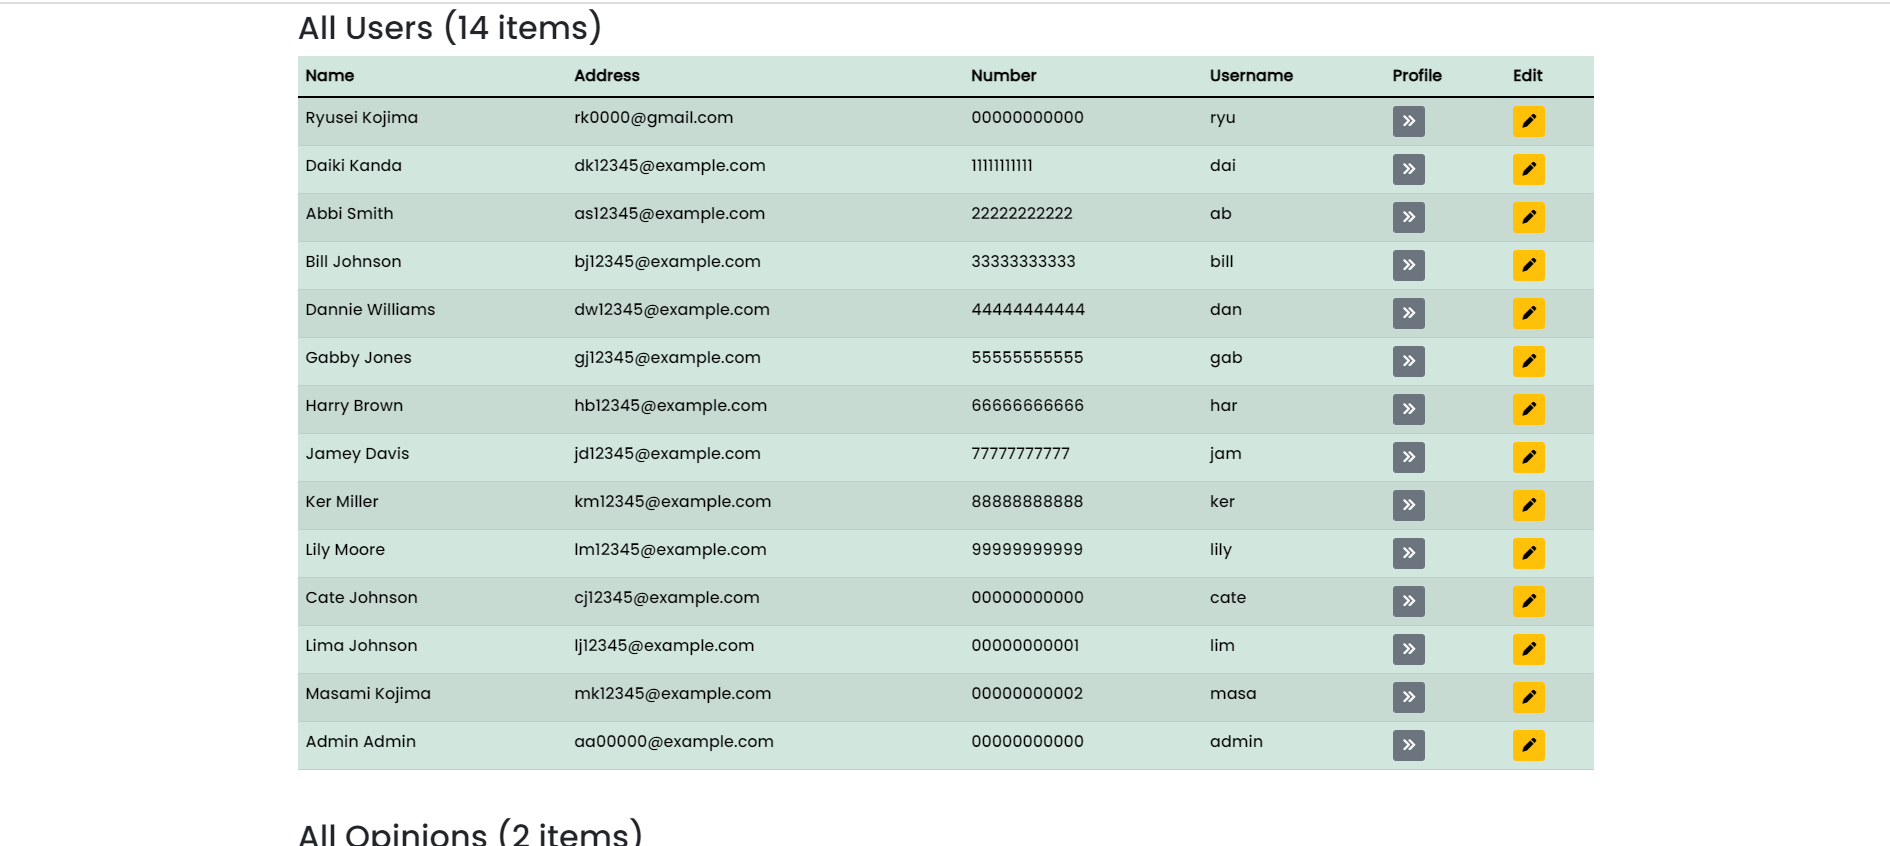 All Users (14 items)
Name Address Number Username Profile Edit
Ryusei Kojima rk0000@gmail.com 00000000000 ryu
Daiki Kanda dk12345@example.com 11111111111 dai
Abbi Smith as12345@example.com 22222222222 ab
Bill Johnson bj12345@example.com 33333333333 bill
Dannie Williams dw12345@example.com 44444444444 dan
Gabby Jones gj12345@example.com 55555555555 gab
Harry Brown hb12345@example.com 66666666666 har
Jamey Davis jd12345@example.com 77777777777 jam
Ker Miller km12345@example.com 88888888888 ker
Lily Moore lm12345@example.com 99999999999 lily
Cate Johnson cj12345@example.com 00000000000 cate
Lima Johnson lj12345@example.com 00000000001 lim
Masami Kojima mk12345@example.com 00000000002 masa
Admin Admin aa00000@example.com 00000000000 admin
All Opinions (2 items)